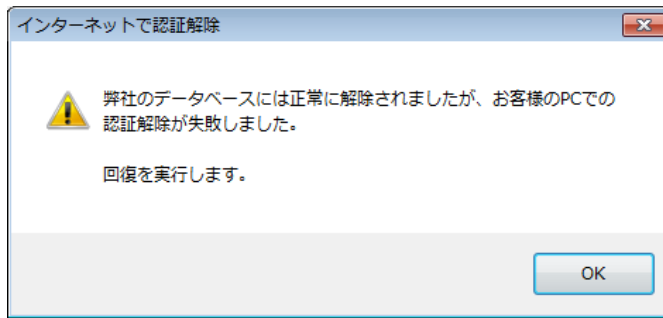 インターネットで認証解除
弊社のデータベースには正常に解除されましたが、お客様のPCでの
認証解除が失敗しました。
回復を実行します。
OK